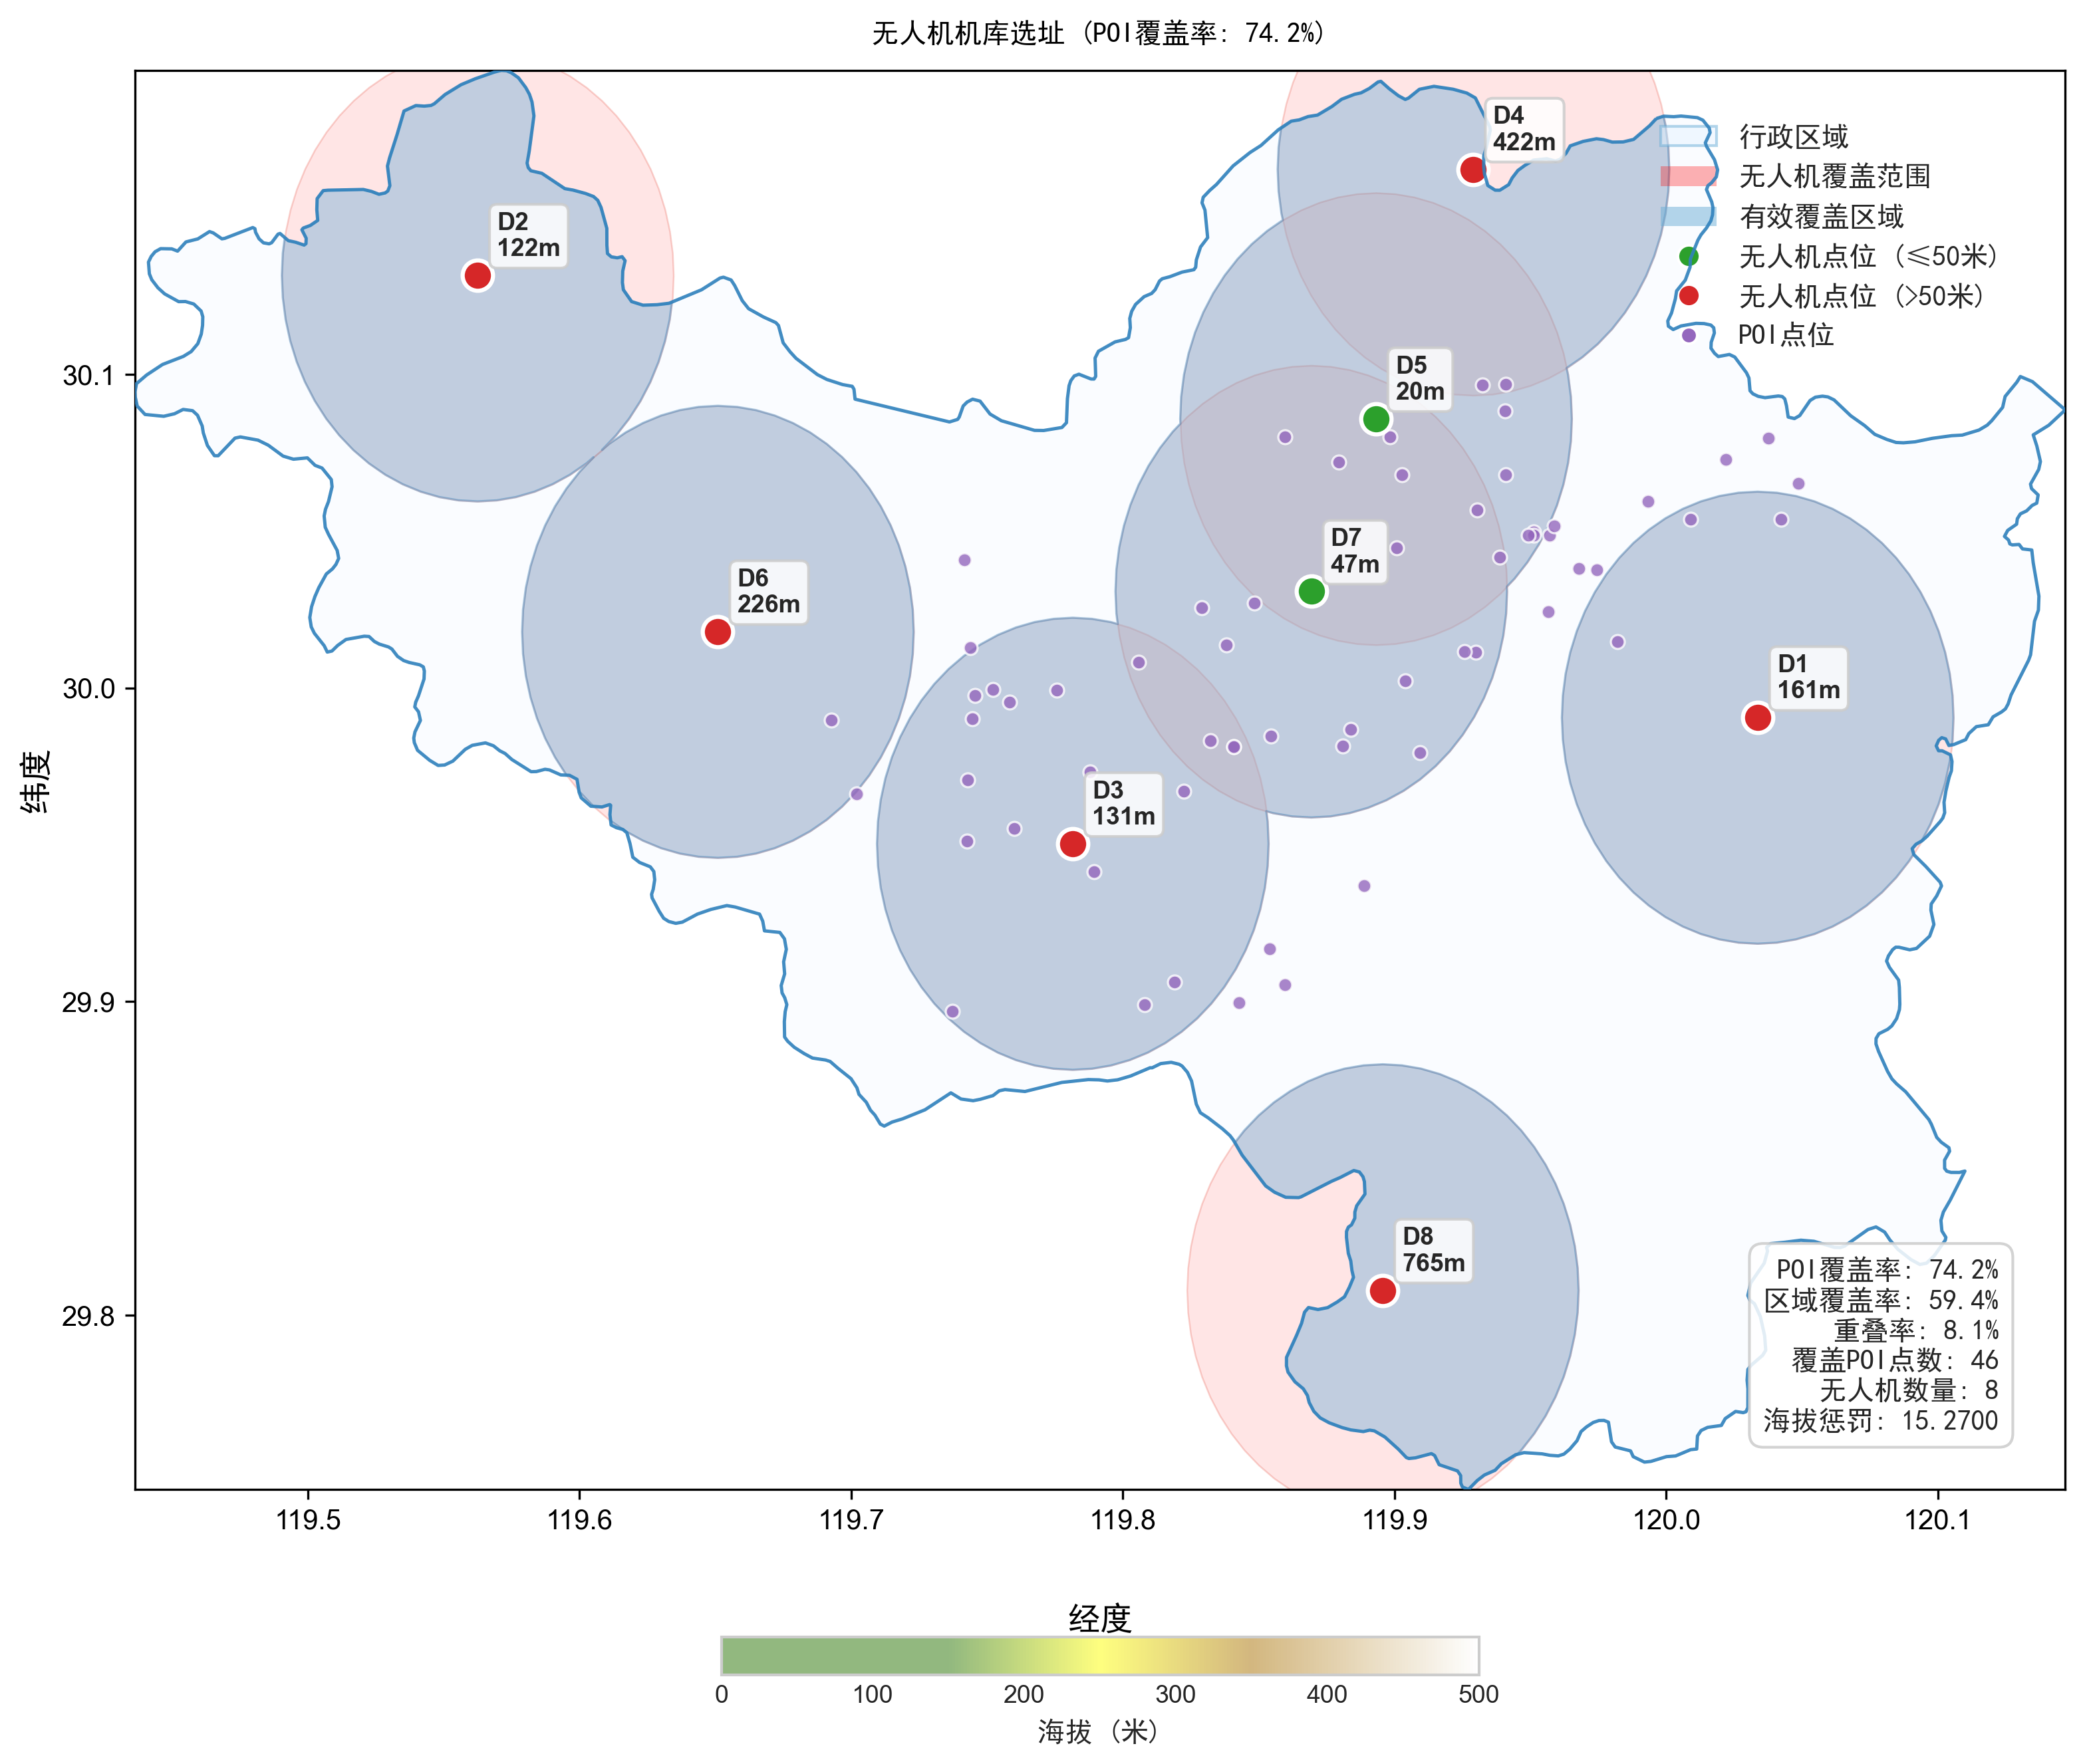 无人机机库选址 (POI覆盖率: 74.2%)
行政区域
无人机覆盖范围
有效覆盖区域
无人机点位 (≤50米)
无人机点位 (>50米)
POI点位
D4
422m
D2
122m
D5
20m
D7
47m
D6
226m
D1
161m
D3
131m
D8
765m
纬度
30.1
30.0
29.9
29.8
POI覆盖率: 74.2%
区域覆盖率: 59.4%
重叠率: 8.1%
覆盖POI点数: 46
无人机数量: 8
海拔惩罚: 15.2700
119.5 119.6 119.7 119.8 119.9 120.0 120.1
经度
0 100 200 300 400 500
海拔 (米)